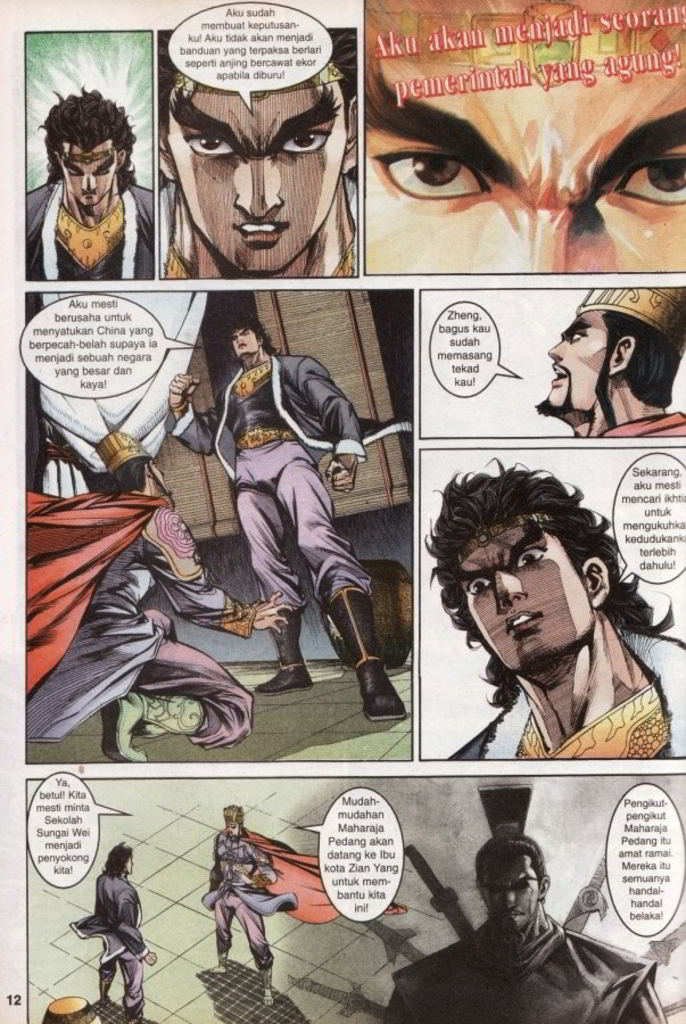 Aku sudah
membuat keputusan-
ku! Aku tidak akan menjadi
banduan yang terpaksa berlari
seperti anjing bercawat ekor
apabila diburu!
Aku akan menjadi seorang
pemerintah yang agung!
Aku mesti
berusaha untuk
menyatukan China yang
berpecah-belah supaya ia
menjadi sebuah negara
yang besar dan
kaya!
Zheng,
bagus kau
sudah
memasang
tekad
kau!
Sekarang,
aku mesti
mencari ikhti
untuk
mengukuhka
kedudukank
terlebih
dahulu!
Ya,
betul! Kita
mesti minta
Sekolah
Sungai Wei
menjadi
penyokong
kita!
Mudah-
mudahan
Maharaja
Pedang akan
datang ke Ibu
kota Zian Yang
untuk mem-
bantu kita
ini!
Pengikut-
pengikut
Maharaja
Pedang itu
amat ramai.
Mereka itu
semuanya
handal-
handal
belaka!
12